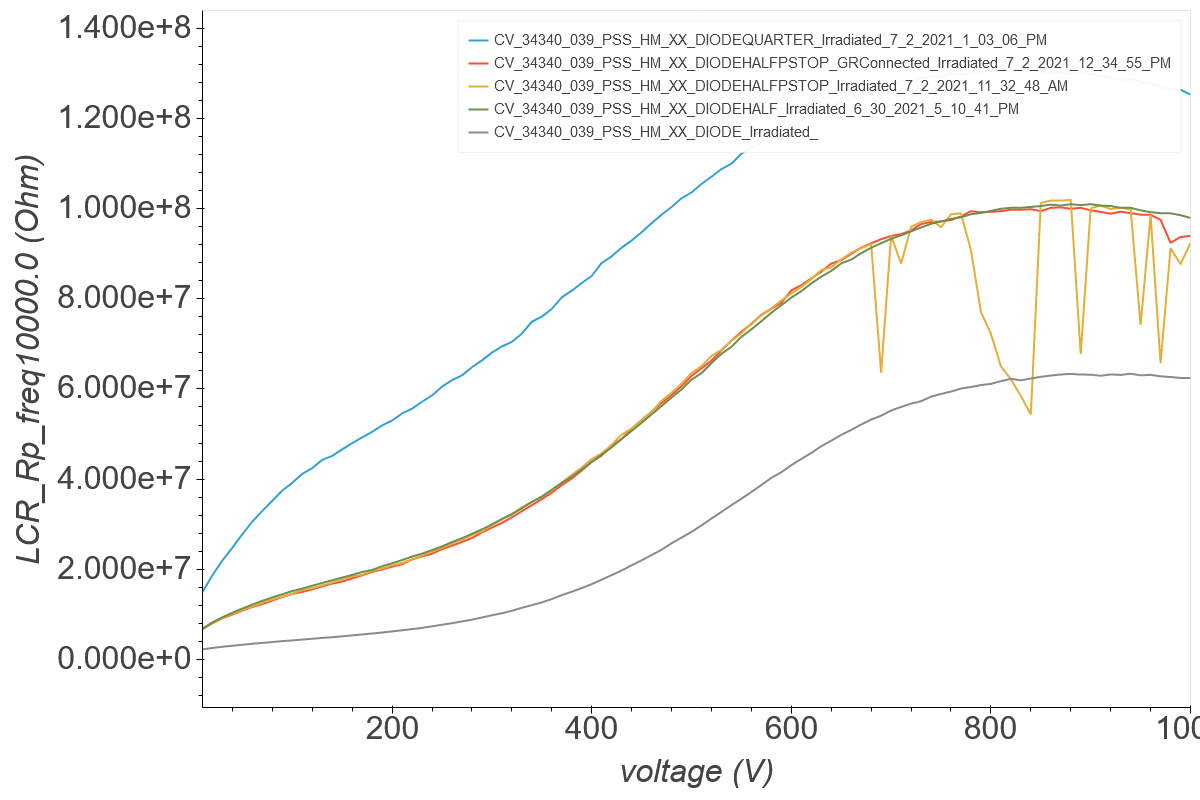 1.400e+8
1.200e+8
1.000e+8
8.000e+7
6.000e+7
4.000e+7
2.000e+7
0.000e+0
LCR_Rp_freq10000.0 (Ohm)
CV_34340_039_PSS_HM_XX_DIODEQUARTER_Irradiated_7_2_2021_1_03_06_PM
CV_34340_039_PSS_HM_XX_DIODEHALFPSTOP_GRConnected_Irradiated_7_2_2021_12_34_55_PM
CV_34340_039_PSS_HM_XX_DIODEHALFPSTOP_Irradiated_7_2_2021_11_32_48_AM
CV_34340_039_PSS_HM_XX_DIODEHALF_Irradiated_6_30_2021_5_10_41_PM
CV_34340_039_PSS_HM_XX_DIODE_Irradiated_
200 400 600 800 100
voltage (V)